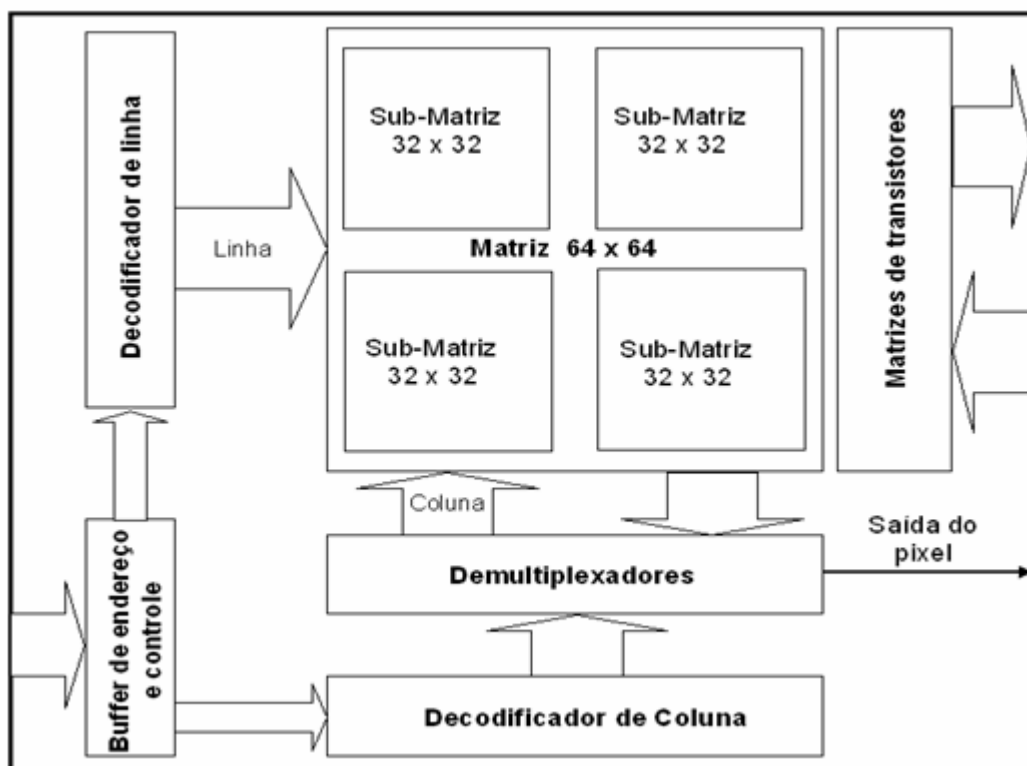 Decodificador de linha
Linha
Sub-Matriz
32 x 32
Sub-Matriz
32 x 32
Matriz 64 x 64
Sub-Matriz
32 x 32
Sub-Matriz
32 x 32
Matrizes de transistores
Buffer de endereço
e controle
Coluna
Demultiplexadores
Saída do
pixel
Decodificador de Coluna